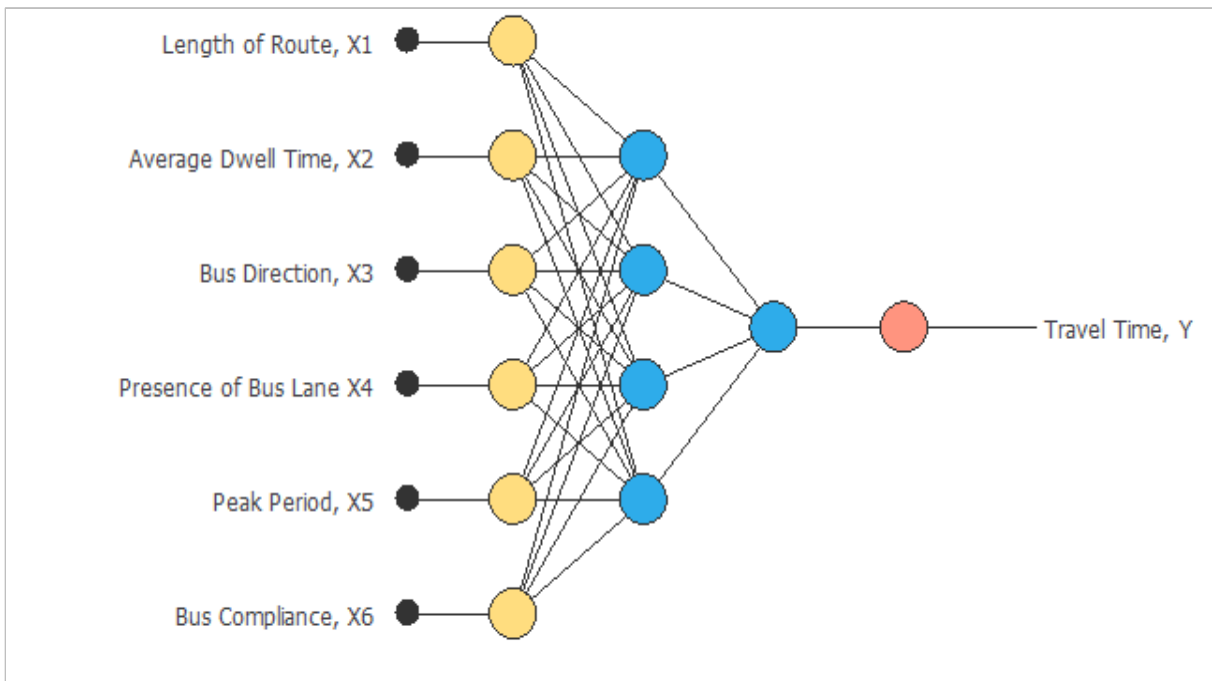 Length of Route, X1
Average Dwell Time, X2
Bus Direction, X3
Presence of Bus Lane X4
Peak Period, X5
Bus Compliance, X6
Travel Time, Y